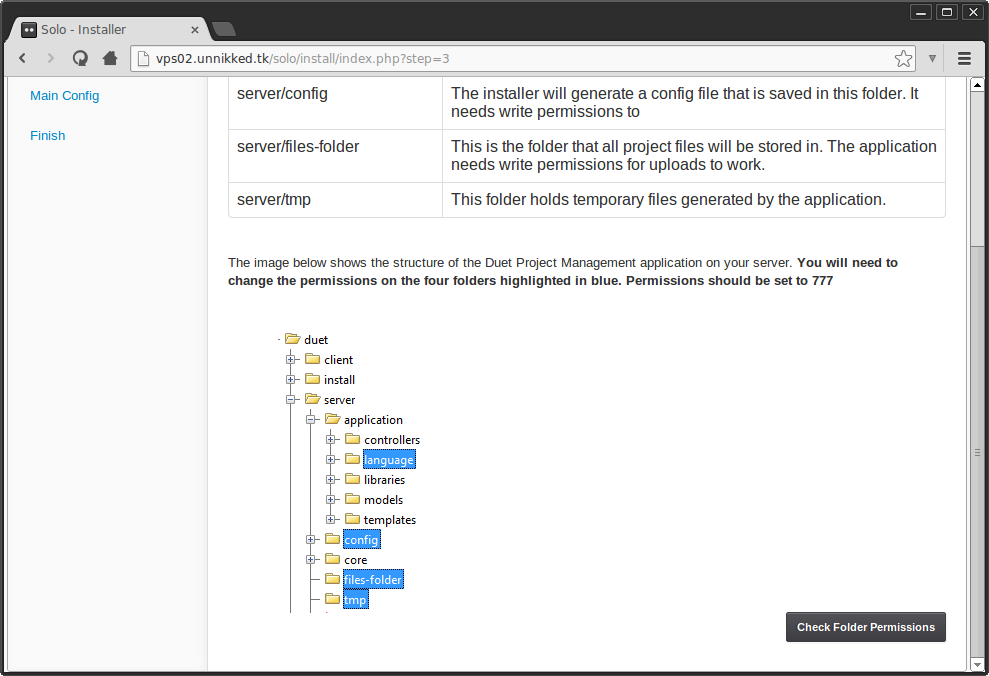 Solo - Installer
vps02.unnikked.tk/solo/install/index.php?step=3
Main Config
Finish
server/config
The installer will generate a config file that is saved in this folder. It
needs write permissions to
server/files-folder
This is the folder that all project files will be stored in. The application
needs write permissions for uploads to work.
server/tmp
This folder holds temporary files generated by the application.
The image below shows the structure of the Duet Project Management application on your server. You will need to
change the permissions on the four folders highlighted in blue. Permissions should be set to 777
duet
client
install
server
application
controllers
language
libraries
models
templates
config
core
files-folder
tmp
Check Folder Permissions